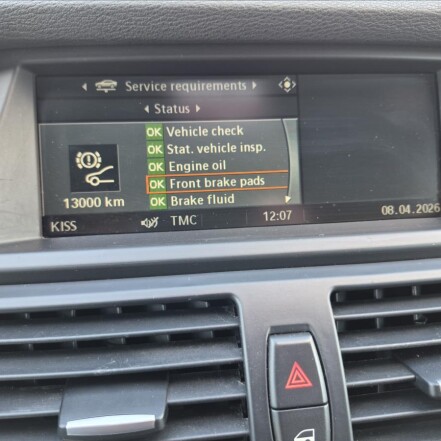 Service requirements
Status
OK Vehicle check
OK Stat. vehicle insp.
OK Engine oil
OK Front brake pads
13000 km
OK Brake fluid
KISS
TMC
12:07
08.04.2026